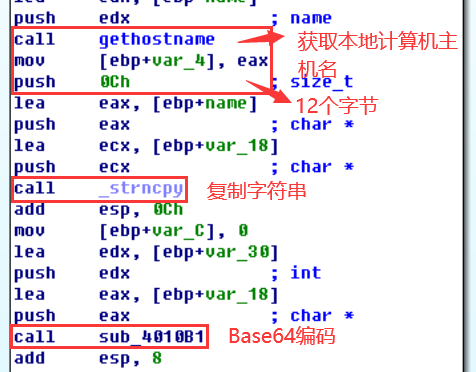 push edx ; name
call gethostname
获取本地计算机主机名
mov [ebp+var_4], eax
push 0Ch ; size_t
12个字节
lea eax, [ebp+name]
push eax ; char *
lea ecx, [ebp+var_18]
push ecx ; char *
call _strncpy
复制字符串
add esp, 0Ch
mov [ebp+var_C], 0
lea edx, [ebp+var_30]
push edx ; int
lea eax, [ebp+var_18]
push eax ; char *
call sub_4010B1
Base64编码
add esp, 8